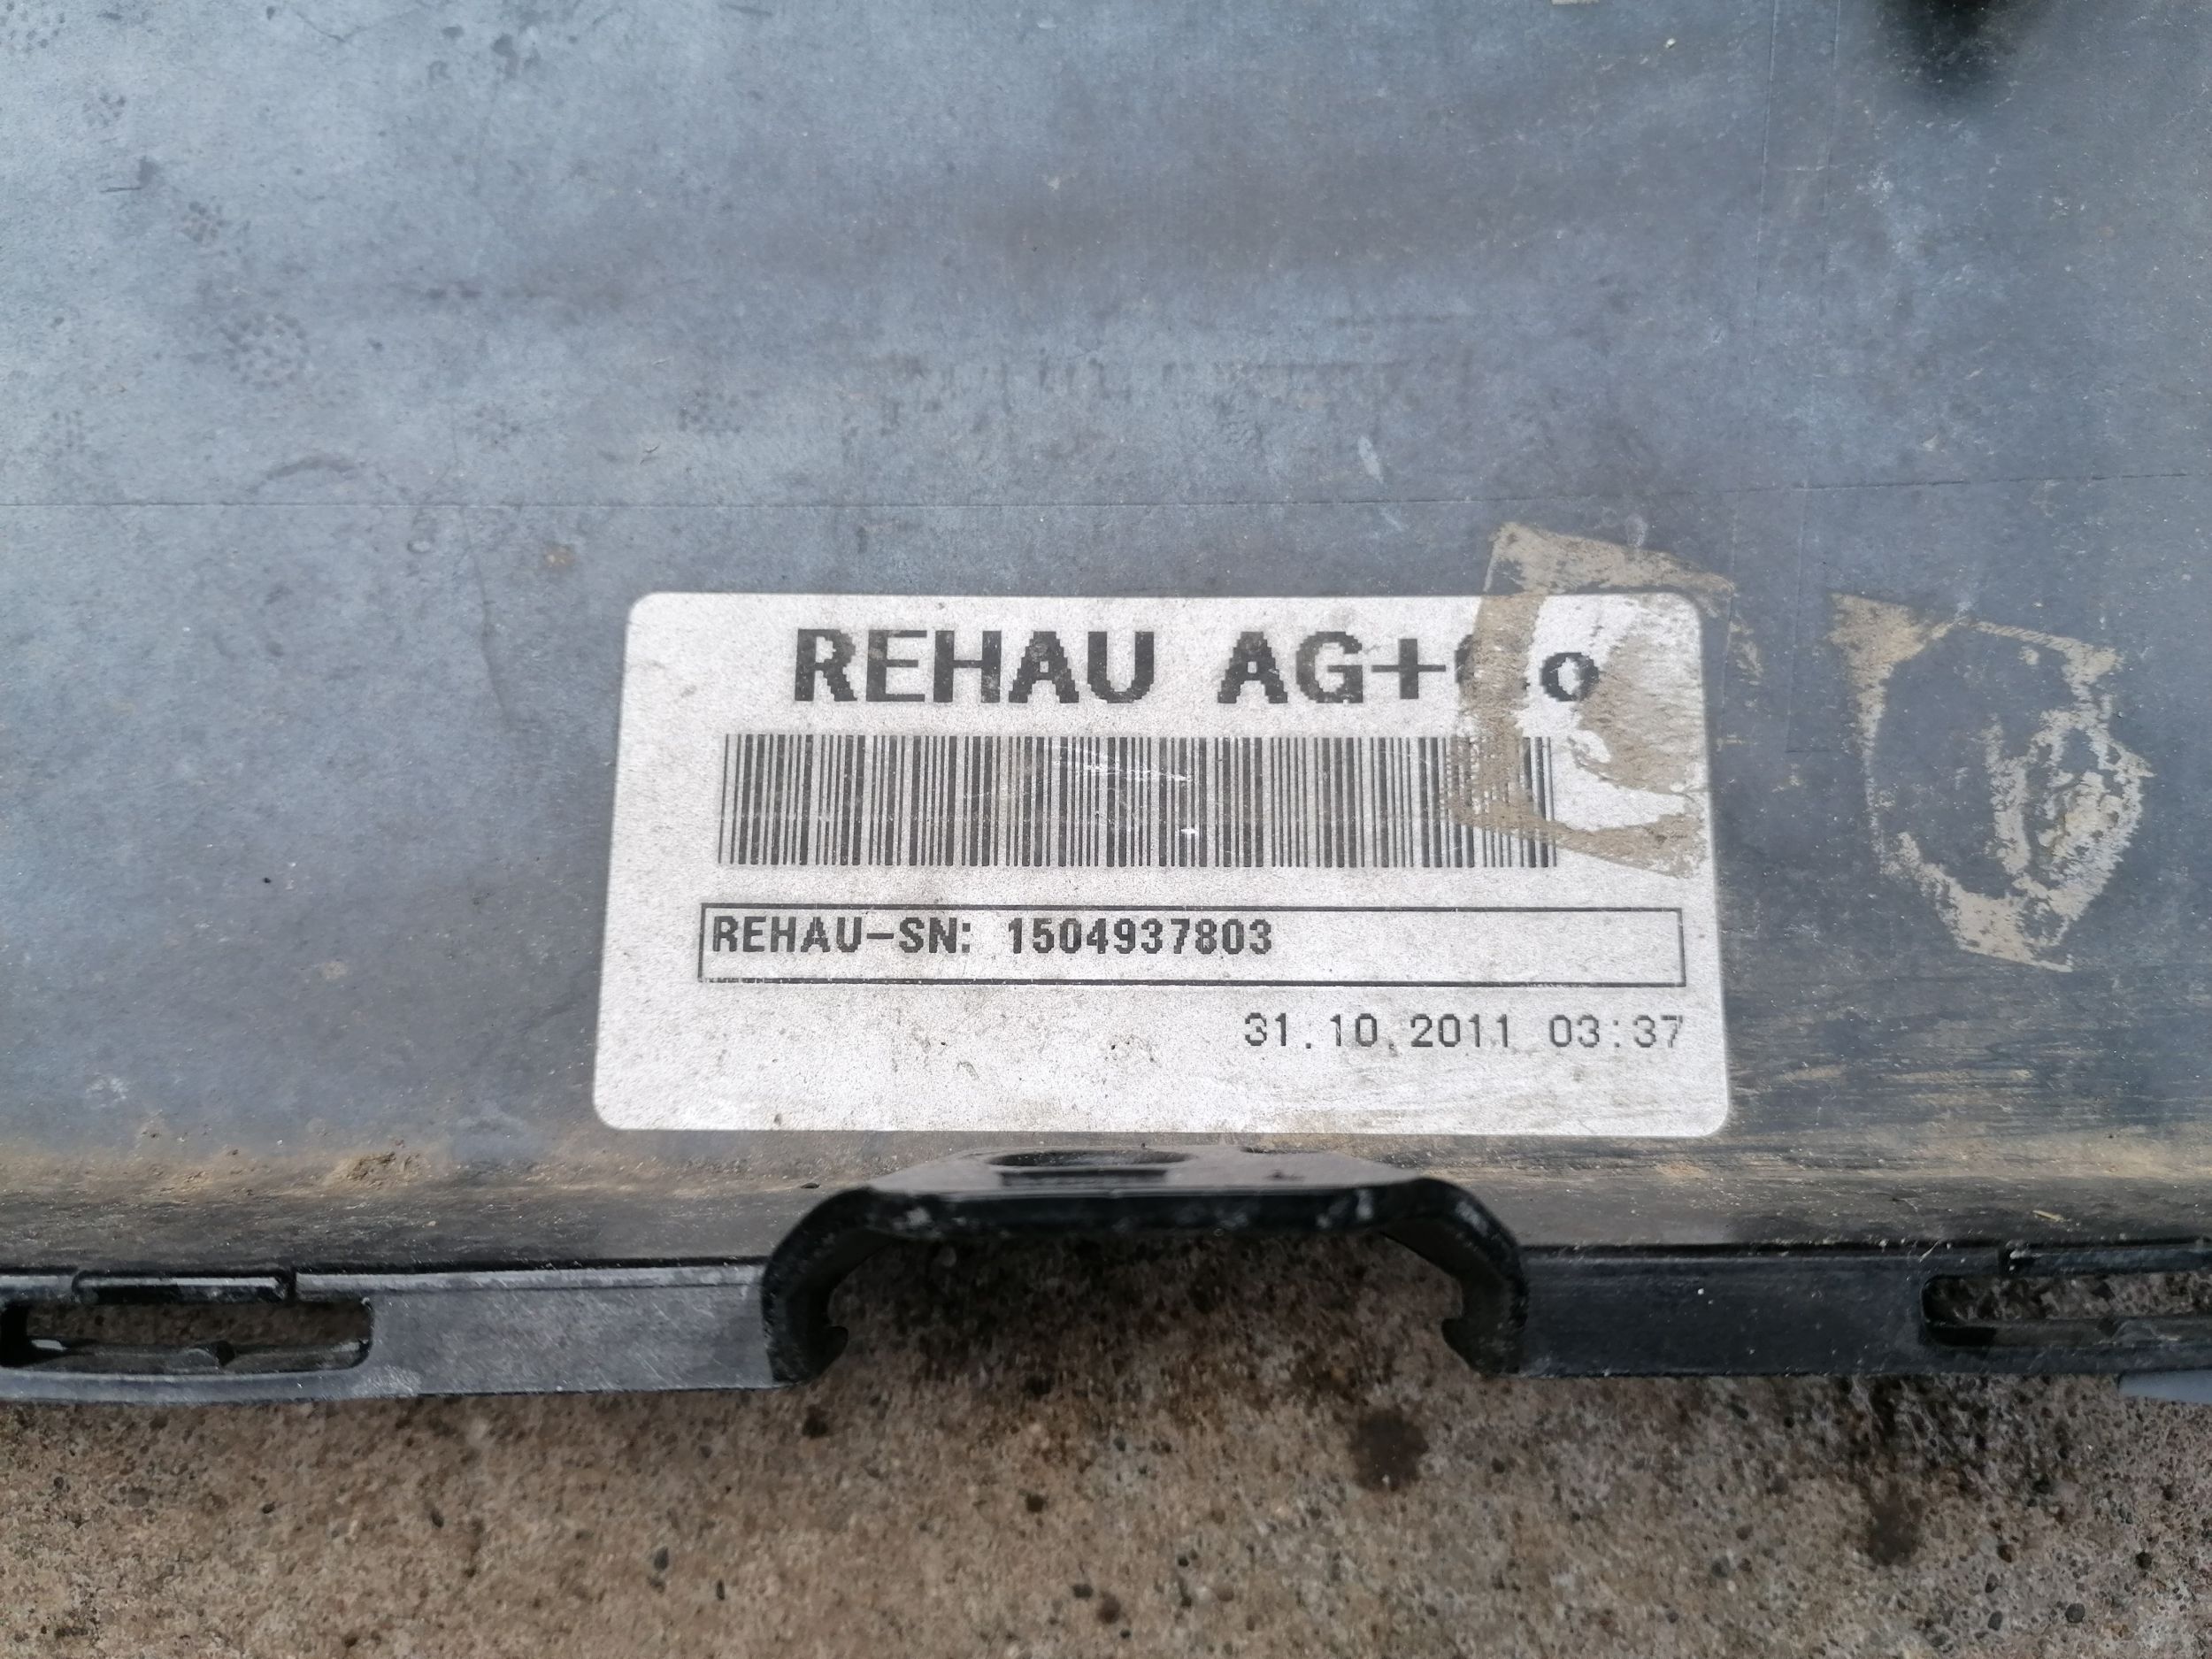 REHAU AG+Co
REHAU-SN: 1504937803
31.10.2011 03:37